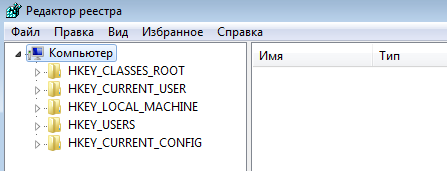 Редактор реестра
Файл Правка Вид Избранное Справка
Компьютер
HKEY_CLASSES_ROOT
HKEY_CURRENT_USER
HKEY_LOCAL_MACHINE
HKEY_USERS
HKEY_CURRENT_CONFIG
Имя Тип